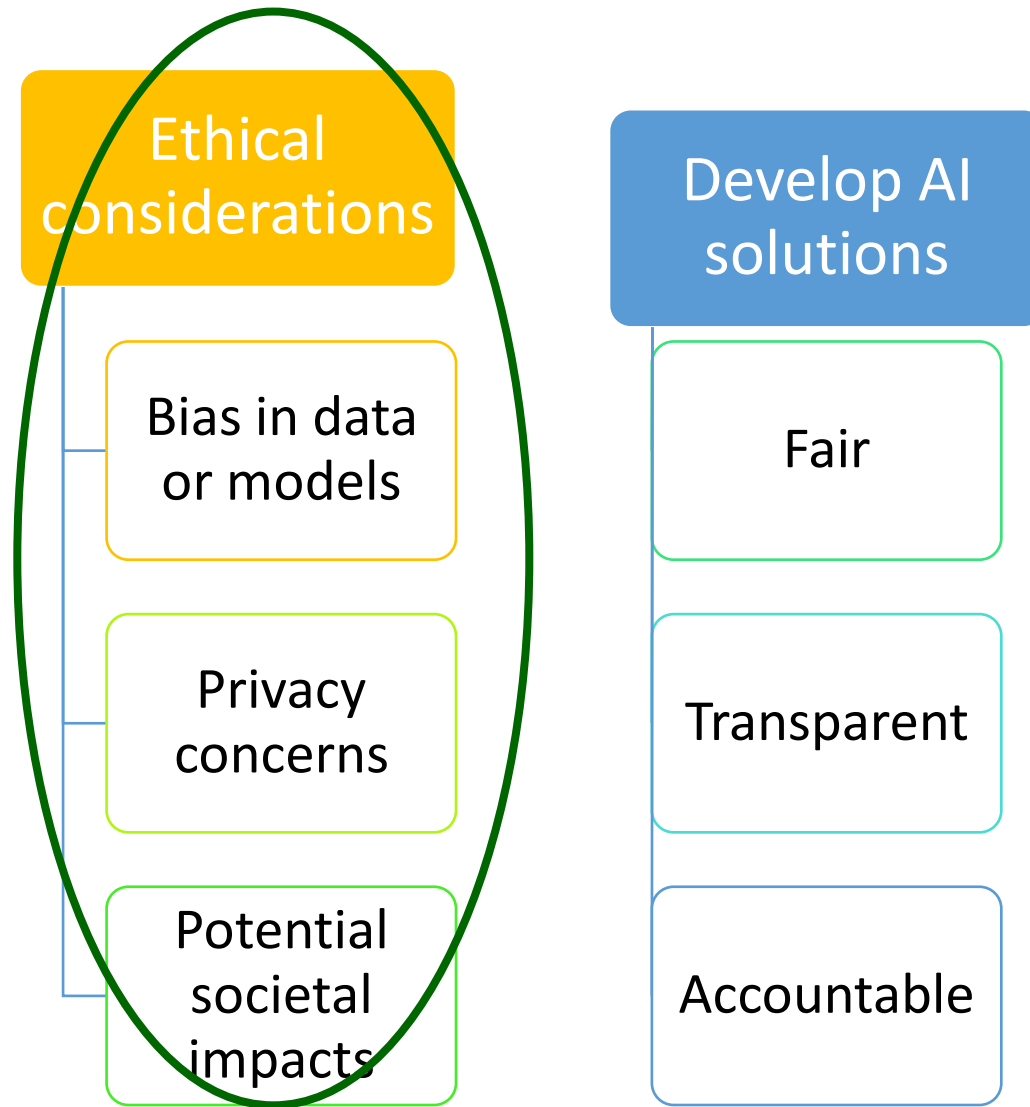 Ethical
considerations
Bias in data
or models
Privacy
concerns
Potential
societal
impacts
Develop AI
solutions
Fair
Transparent
Accountable